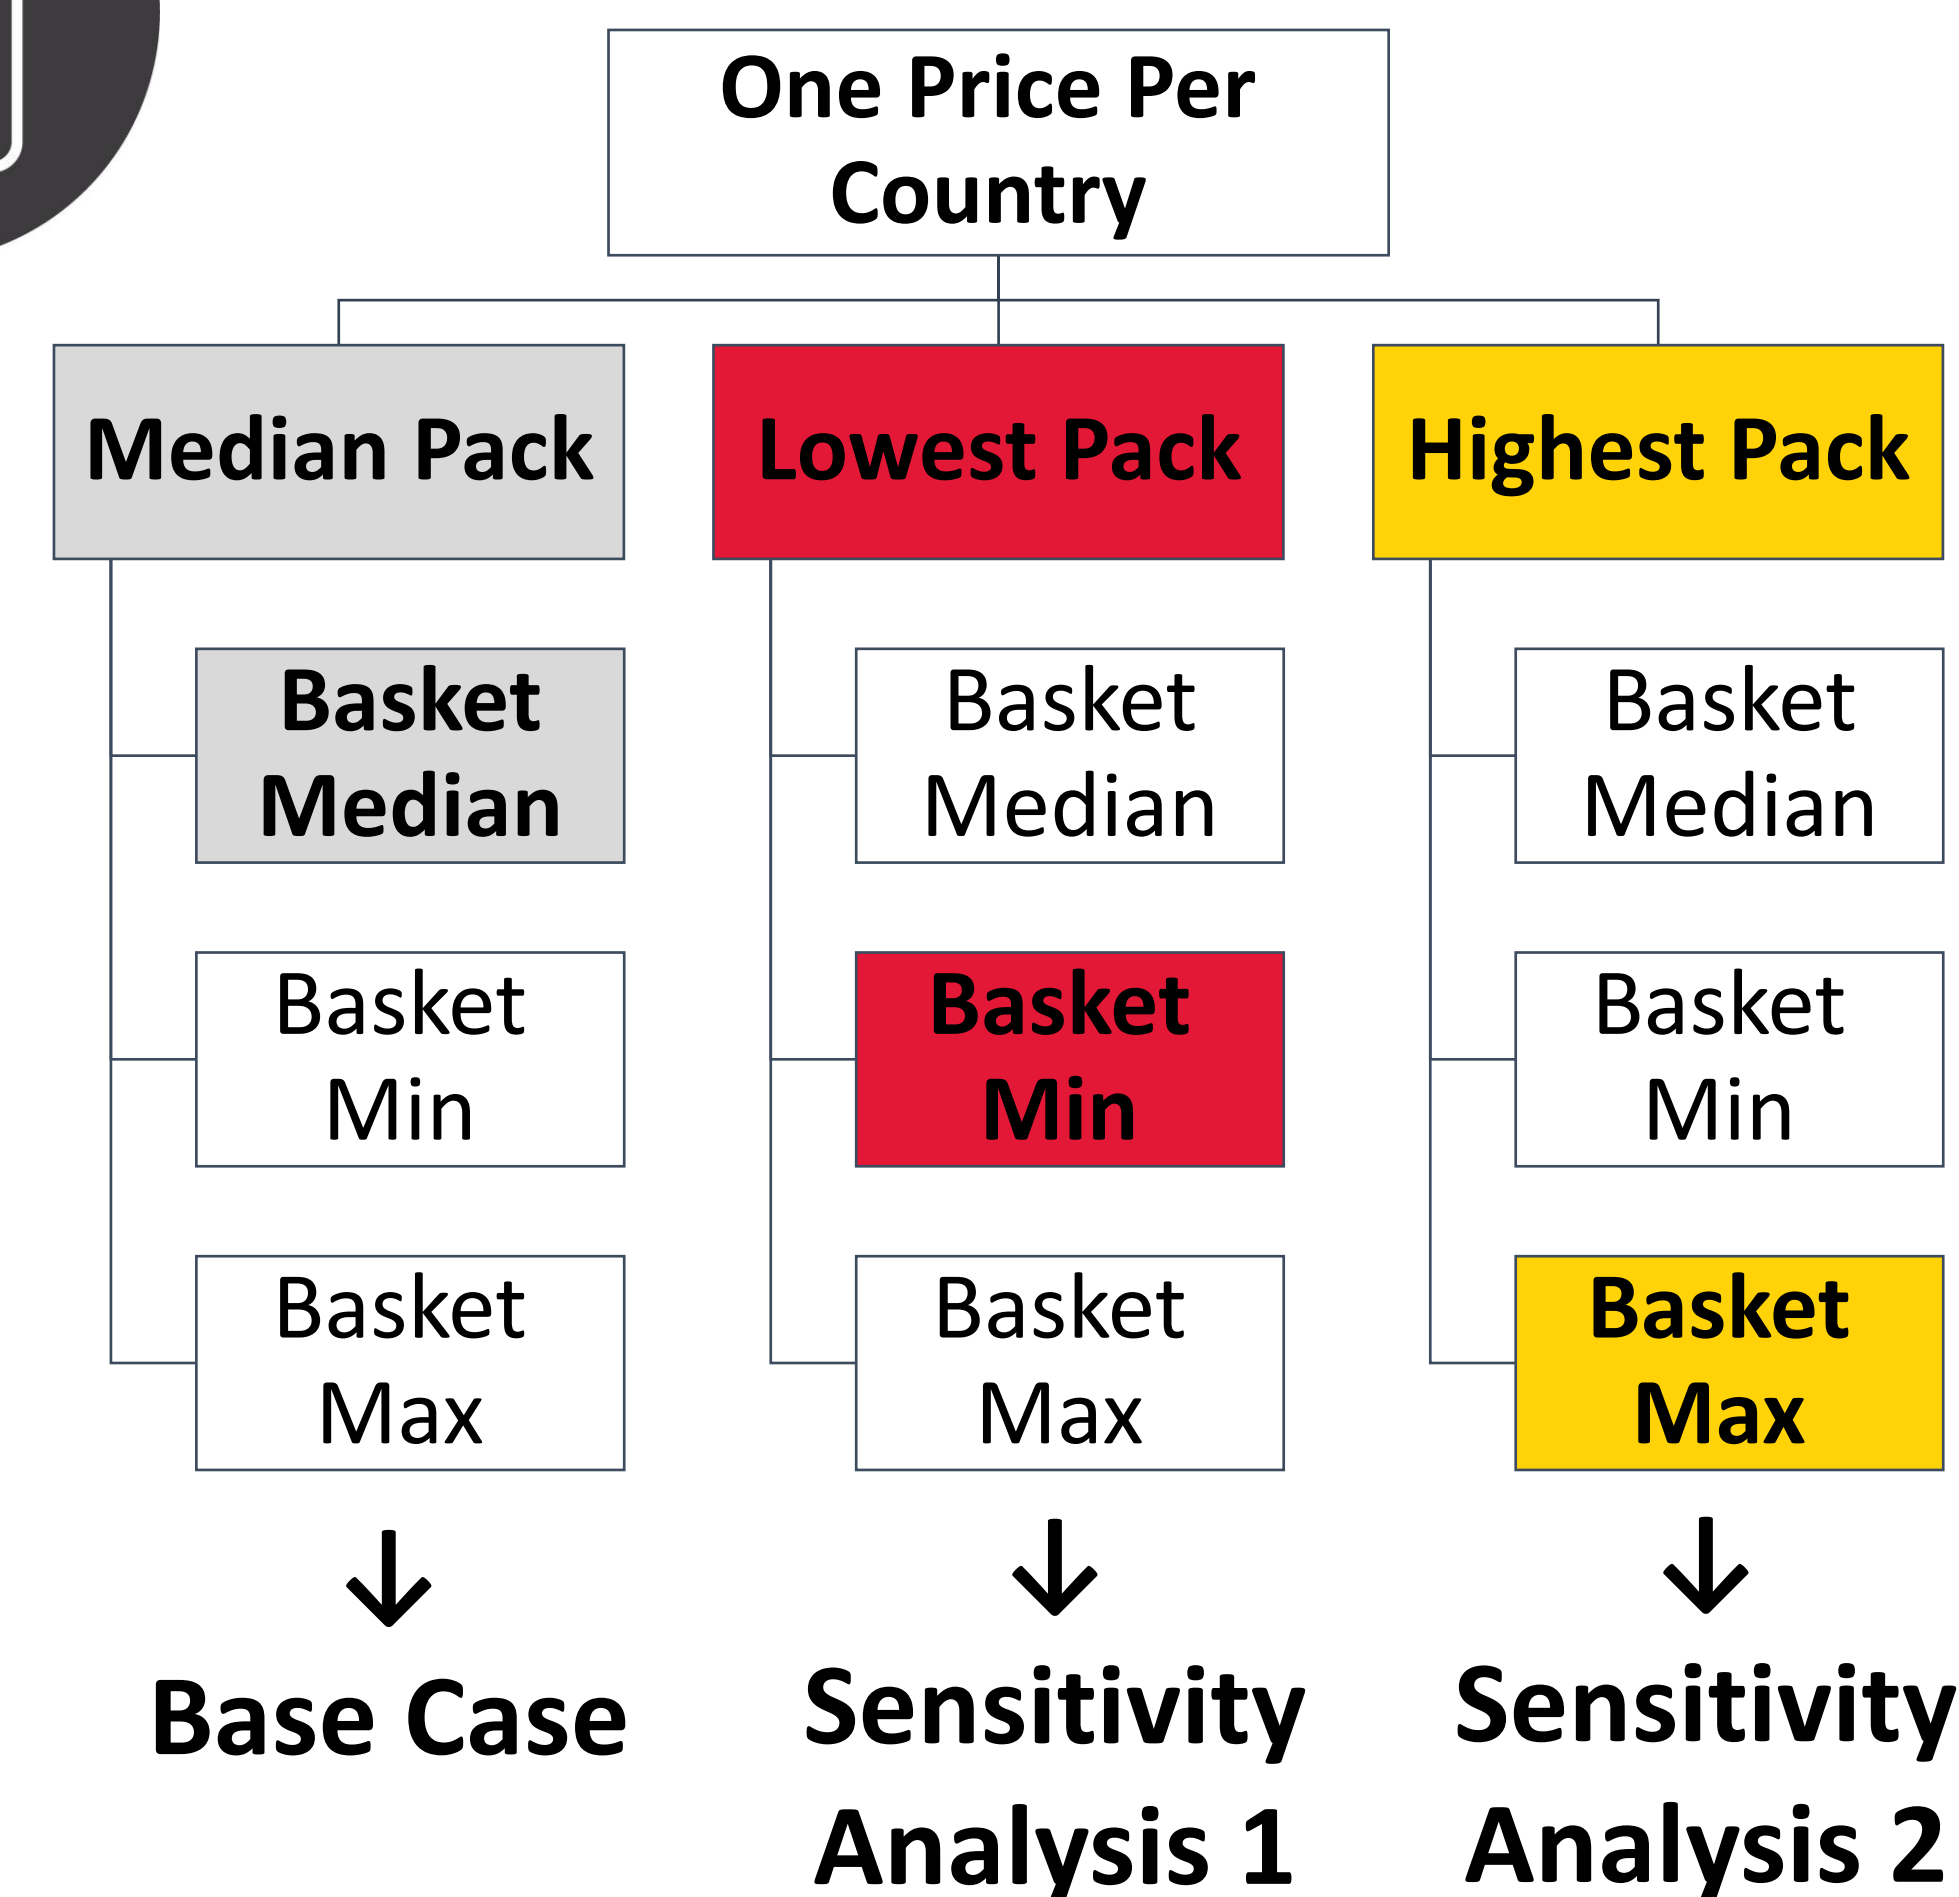 One Price Per
Country
Median Pack
Lowest Pack
Highest Pack
Basket
Median
Basket
Median
Basket
Median
Basket
Min
Basket
Min
Basket
Min
Basket
Max
Basket
Max
Basket
Max
↓
↓
↓
Base Case
Sensitivity
Analysis 1
Sensitivity
Analysis 2